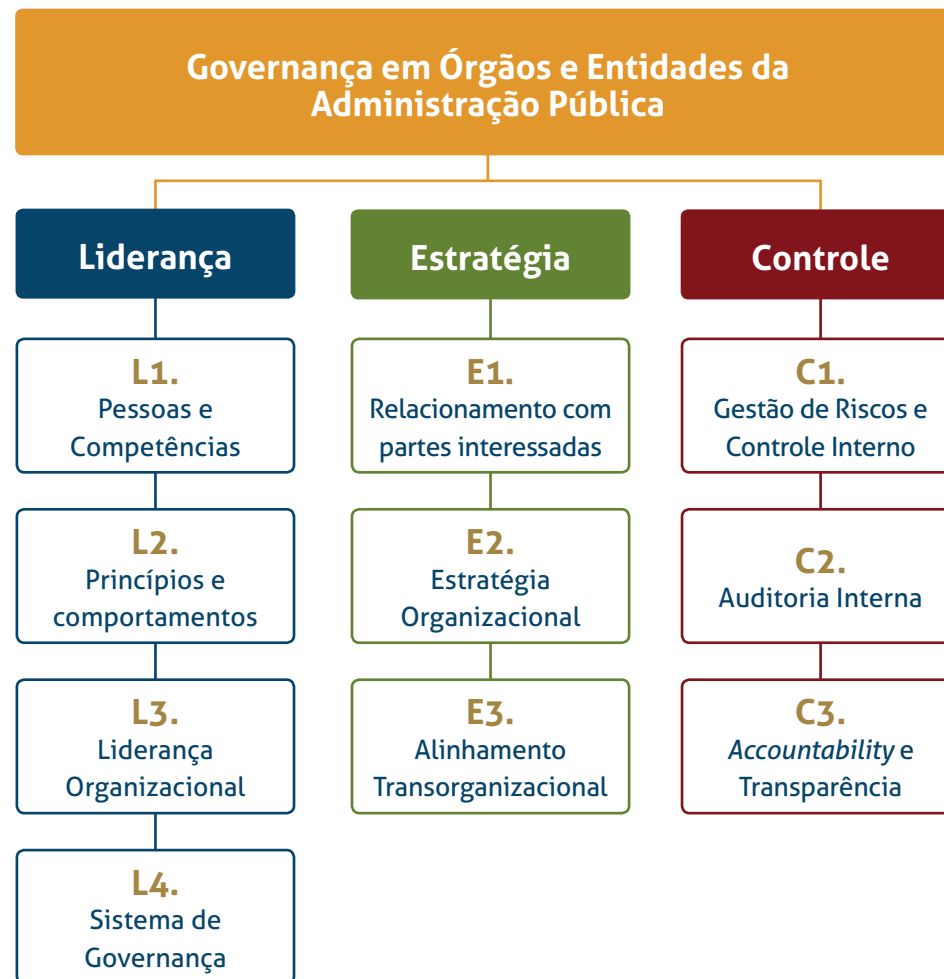 Governança em Órgãos e Entidades da
Administração Pública
Liderança
L1.
Pessoas e
Competências
L2.
Princípios e
comportamentos
L3.
Liderança
Organizacional
L4.
Sistema de
Governança
Estratégia
E1.
Relacionamento com
partes interessadas
E2.
Estratégia
Organizacional
E3.
Alinhamento
Transorganizacional
Controle
C1.
Gestão de Riscos e
Controle Interno
C2.
Auditoria Interna
C3.
Accountability e
Transparência